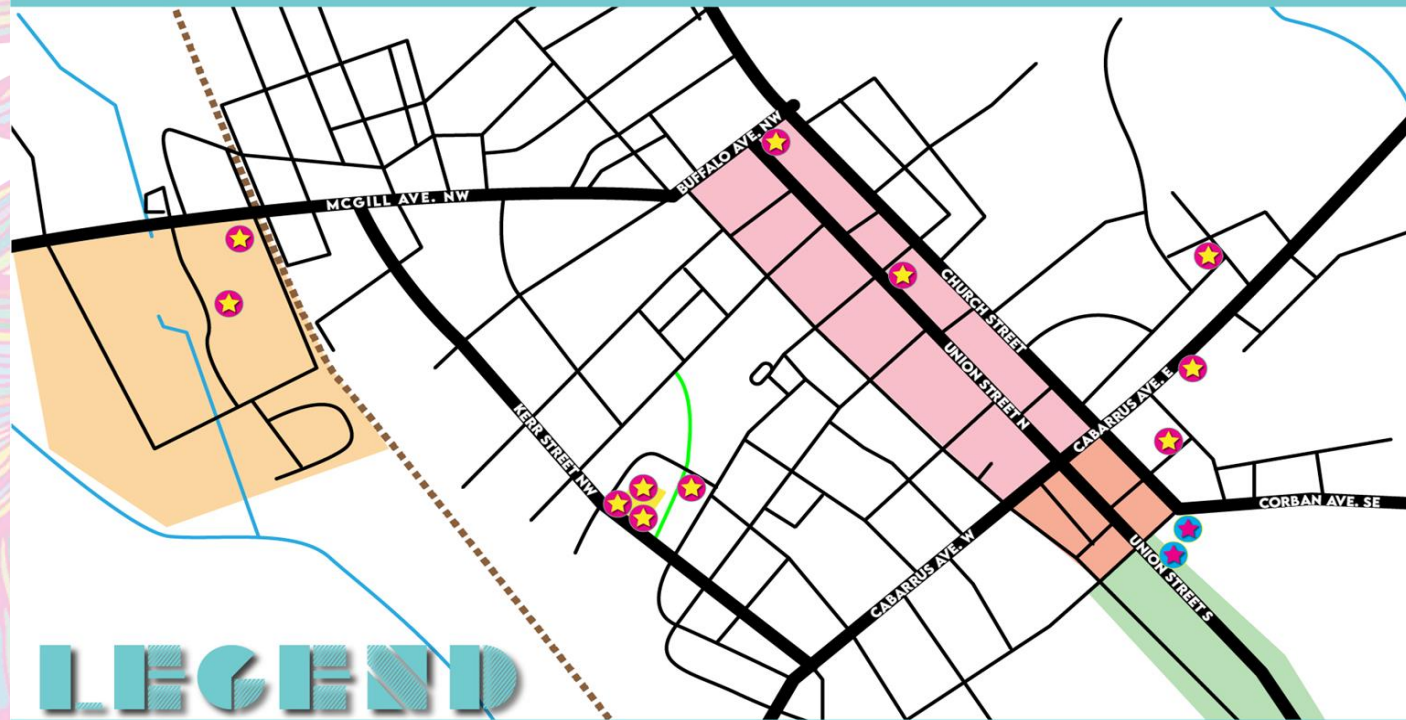 BUFFALO AVE. NW
MCGILL AVE. NW
CHURCH STREET
UNION STREET N
CABARRUS AVE. E
KERR STREET NW
CORBAN AVE. SE
CABARRUS AVE. W
UNION STREET S
LEGEND